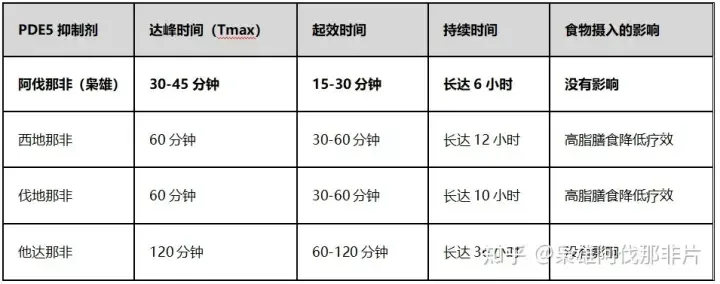 PDE5 抑制剂 达峰时间（Tmax） 起效时间 持续时间 食物摄入的影响
阿伐那非（枭雄） 30-45 分钟 15-30 分钟 长达 6 小时 没有影响
西地那非 60 分钟 30-60 分钟 长达 12 小时 高脂膳食降低疗效
伐地那非 60 分钟 30-60 分钟 长达 10 小时 高脂膳食降低疗效
他达那非 120 分钟 60-120 分钟 长达 小时 没有影响
知乎 @枭雄阿伐那非片